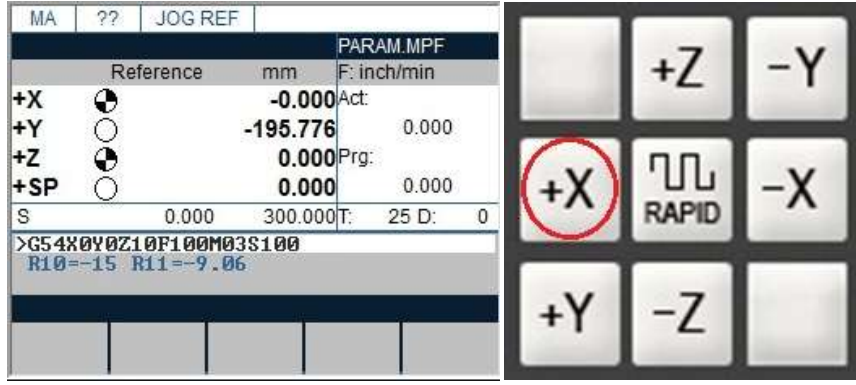 MA ?? JOG REF
PARAM.MPF
Reference mm F: inch/min
+X -0.000 Act:
+Y -195.776 0.000
+Z 0.000 Prg:
+SP 0.000 0.000
S 0.000 300.000 T: 25 D: 0
>G54X0Y0Z10F100M03S100
R10=-15 R11=-9.06
+Z -Y
+X RAPID -X
+Y -Z